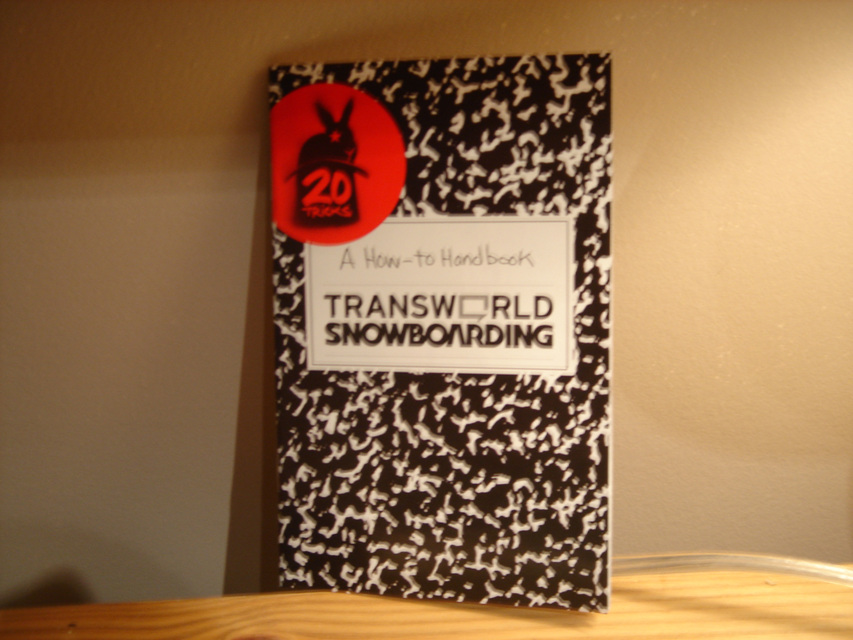 20
TRICKS
A How-to Handbook
TRANSWORLD
SNOWBOARDING